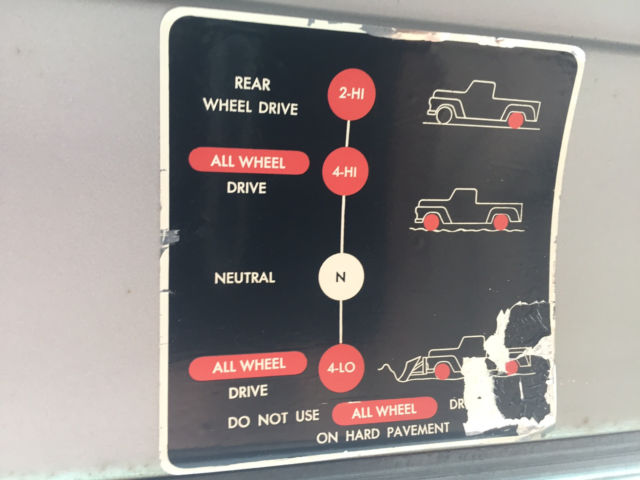 REAR
WHEEL DRIVE
2-HI
ALL WHEEL
DRIVE
4-HI
NEUTRAL
N
ALL WHEEL
DRIVE
4-LO
DO NOT USE ALL WHEEL
ON HARD PAVEMENT